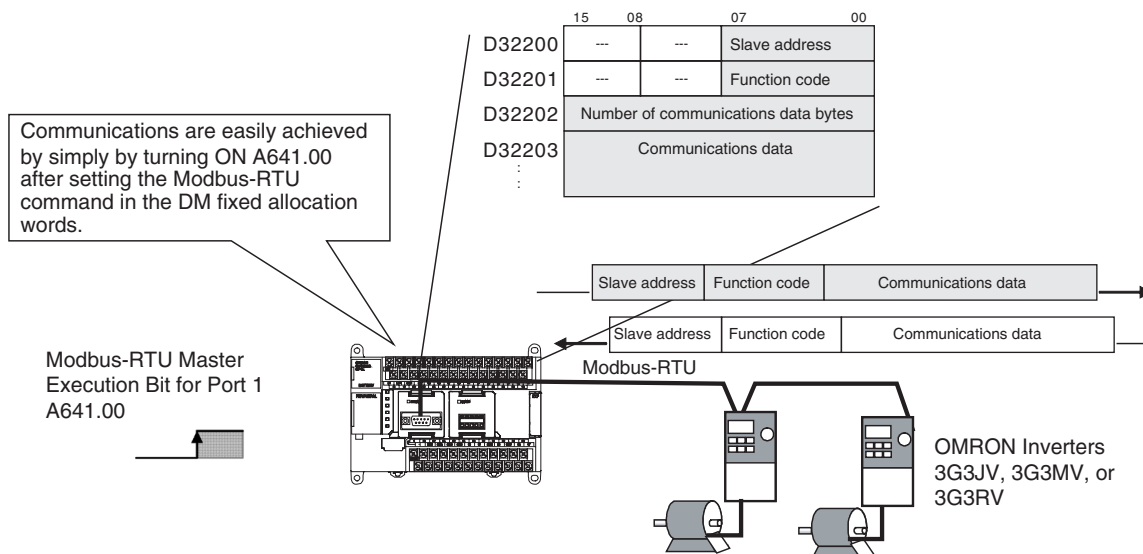 15 08 07 00
D32200 --- --- Slave address
D32201 --- --- Function code
D32202 Number of communications data bytes
D32203 Communications data
Communications are easily achieved
by simply by turning ON A641.00
after setting the Modbus-RTU
command in the DM fixed allocation
words.
Slave address Function code Communications data
Slave address Function code Communications data
Modbus-RTU
Modbus-RTU Master
Execution Bit for Port 1
A641.00
OMRON Inverters
3G3JV, 3G3MV, or
3G3RV